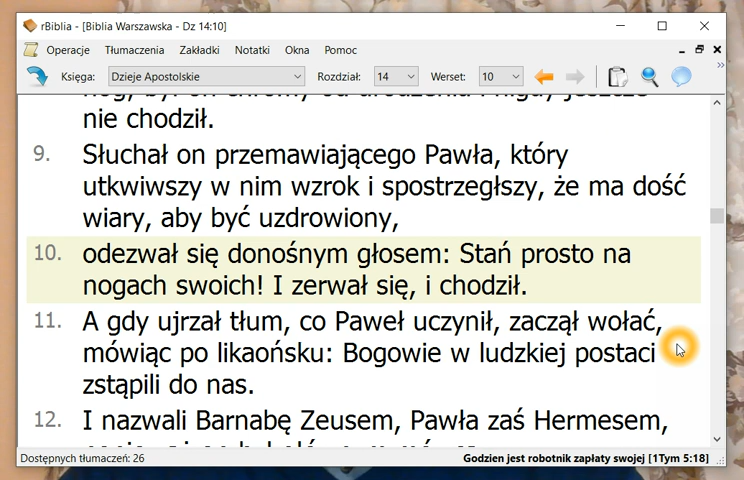 rBiblia - [Biblia Warszawska - Dz 14:10]
Operacje Tłumaczenia Zakładki Notatki Okna Pomoc
Księga: Dzieje Apostolskie Rozdział: 14 Werset: 10
nie chodził.
9. Słuchał on przemawiającego Pawła, który
utkwiwszy w nim wzrok i spostrzegłszy, że ma dość
wiary, aby być uzdrowiony,
10. odezwał się donośnym głosem: Stań prosto na
nogach swoich! I zerwał się, i chodził.
11. A gdy ujrzał tłum, co Paweł uczynił, zaczął wołać,
mówiąc po likaońsku: Bogowie w ludzkiej postaci
zstąpili do nas.
12. I nazwali Barnabę Zeusem, Pawła zaś Hermesem,
Dostępnych tłumaczeń: 26 Godzien jest robotnik zapłaty swojej [1Tym 5:18]